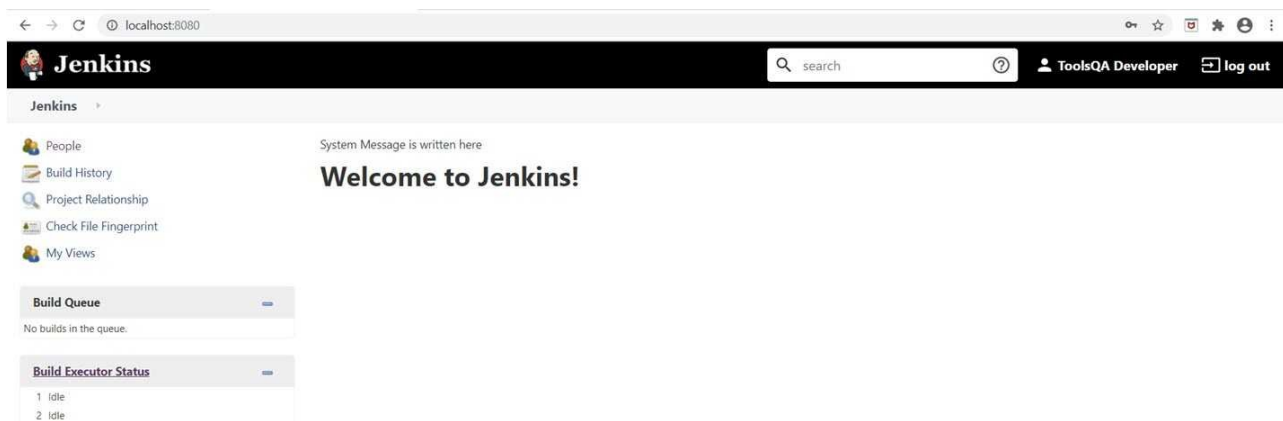 localhost:8080
Jenkins
search
ToolsQA Developer
log out
Jenkins
People
Build History
Project Relationship
Check File Fingerprint
My Views
System Message is written here
Welcome to Jenkins!
Build Queue
No builds in the queue.
Build Executor Status
1 Idle
2 Idle